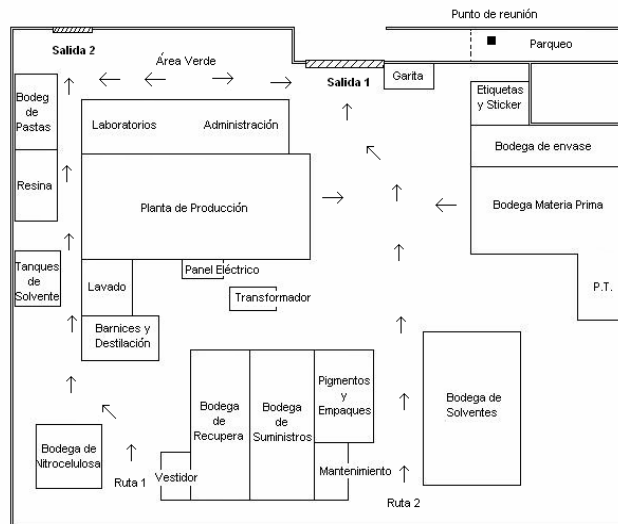 Punto de reunión
Parqueo
Salida 2
Área Verde
Salida 1
Garita
Bodeg
de
Pastas
Etiquetas
y Sticker
Laboratorios
Administración
Bodega de envase
Resina
Planta de Producción
Bodega Materia Prima
Tanques
de
Solvente
Lavado
Panel Eléctrico
P.T.
Transformador
Barnices y
Destilación
Pigmentos
y
Empaques
Bodega
de
Recupera
Bodega
de
Suministros
Bodega de
Solventes
Bodega de
Nitrocelulosa
Ruta 1
Vestidor
Mantenimiento
Ruta 2